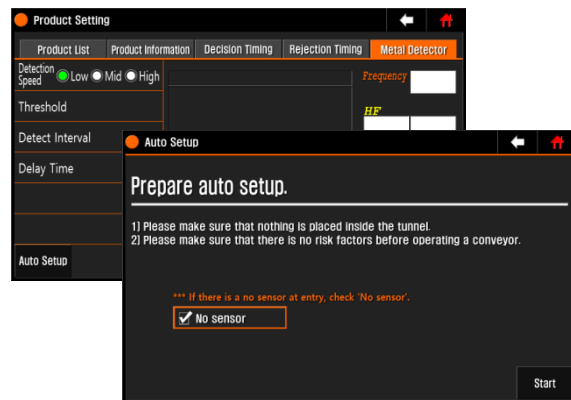 Product Setting
Product List Product Information Decision Timing Rejection Timing Metal Detector
Detection Speed Low Mid High
Frequency
Threshold
HF
Detect Interval
Delay Time
Auto Setup
Auto Setup
Prepare auto setup.
1] Please make sure that nothing is placed inside the tunnel.
2] Please make sure that there is no risk factors before operating a conveyor.
*** If there is a no sensor at entry, check 'No sensor'.
No sensor
Start